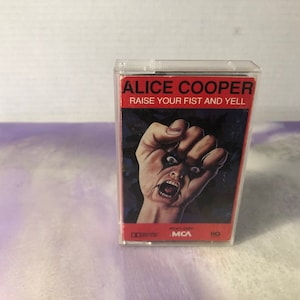 ALICE COOPER
RAISE YOUR FIST AND YELL
MCA